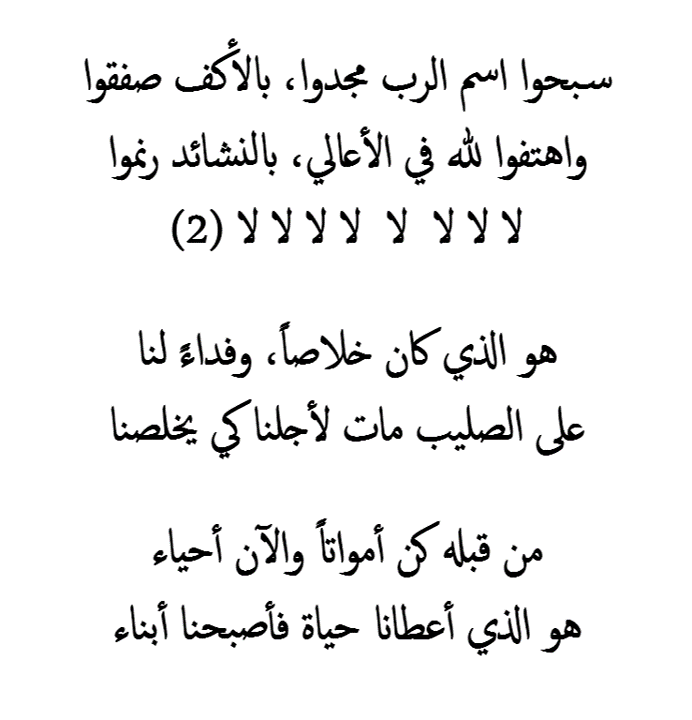 سبحوا اسم الرب مجدوا، بالأكُف صفقوا
واهتفوا لله في الأعالي، بالنشائد رنموا
لا لا لا لا لا لا لا لا (2)
هو الذي كان خلاصاً، وفداءً لنا
على الصليب مات لأجلنا كي يخلصنا
من قبله كن أمواتاً والآن أحياء
هو الذي أعطانا حياة فأصبحنا أبناء